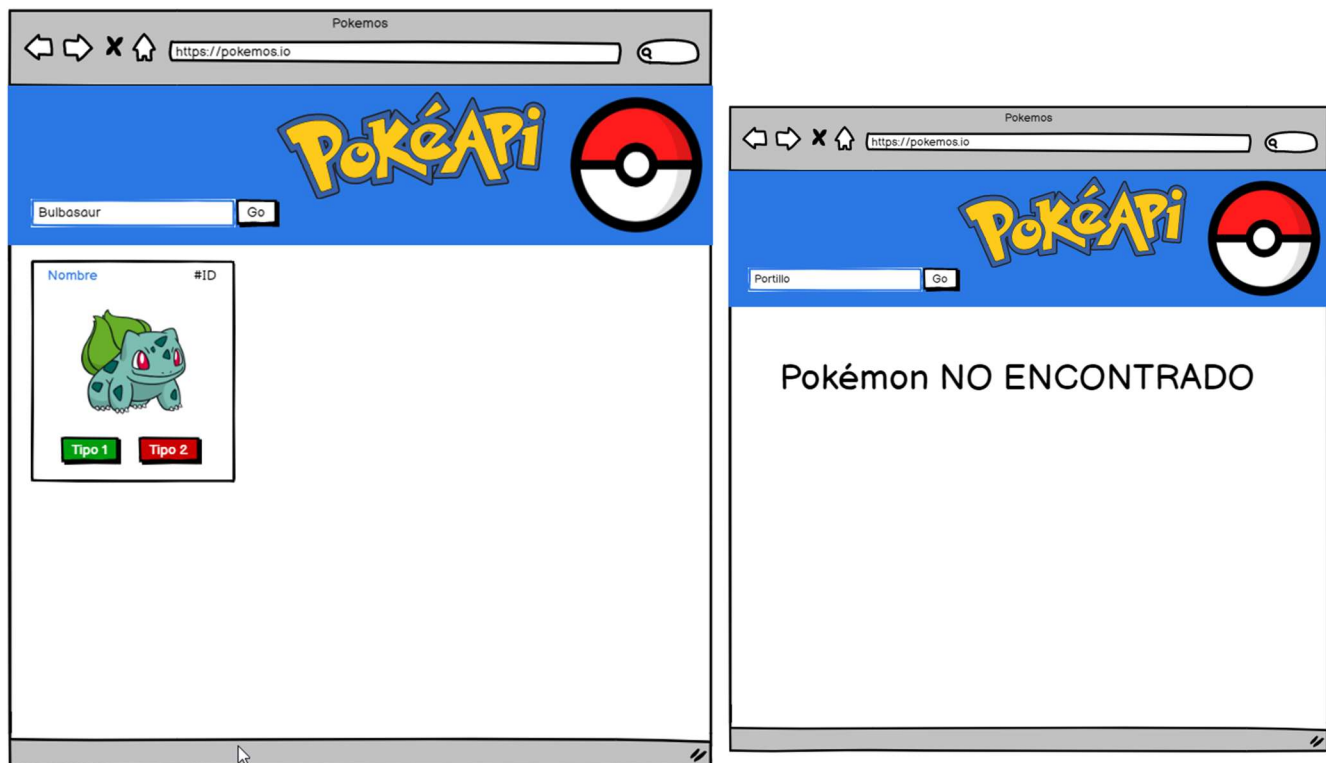 Pokemos
https://pokemos.io
PokéAPi
Bulbasaur
Go
Nombre
#ID
Tipo 1
Tipo 2
Pokemos
https://pokemos.io
PokéAPi
Portillo
Go
Pokémon NO ENCONTRADO